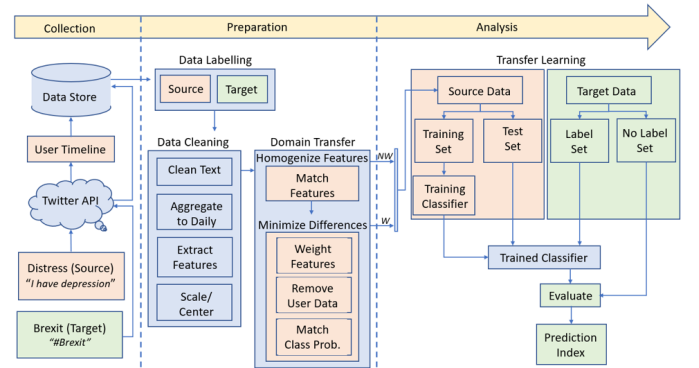 Collection
Preparation
Analysis
Data Store
User Timeline
Twitter API
Distress (Source)
"I have depression"
Brexit (Target)
"#Brexit"
Data Labelling
Source
Target
Data Cleaning
Clean Text
Aggregate
to Daily
Extract
Features
Scale/
Center
Domain Transfer
Homogenize Features
Match
Features
Minimize Differences
Weight
Features
Remove
User Data
Match
Class Prob.
NW
W
Transfer Learning
Source Data
Training
Set
Test
Set
Training
Classifier
Target Data
Label
Set
No Label
Set
Trained Classifier
Evaluate
Prediction
Index